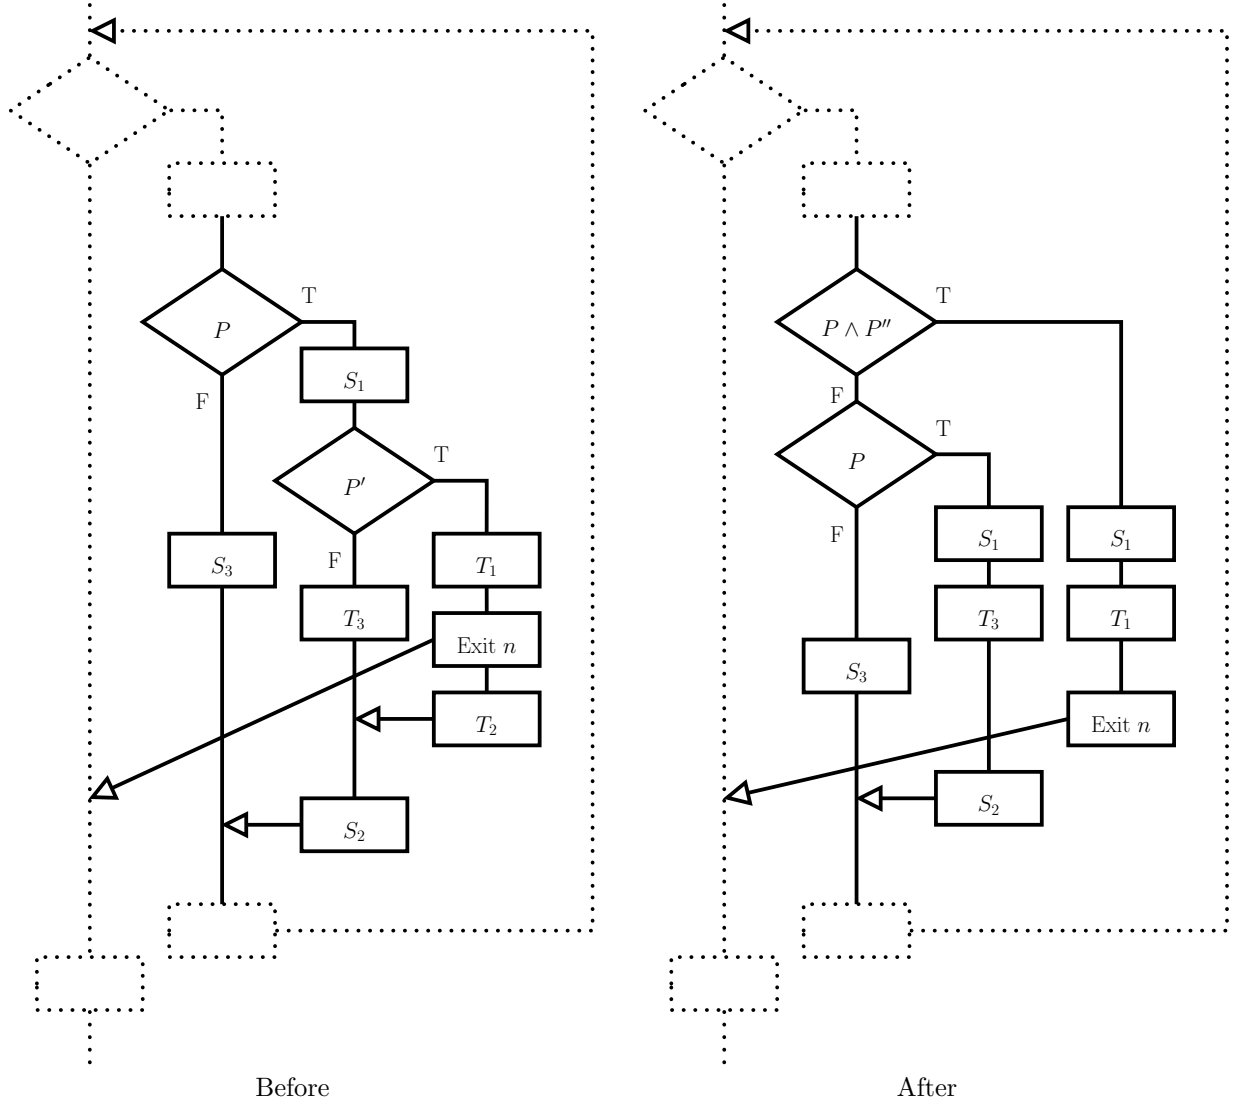 T
P
S₁
F
T
P′
S₃
F
T₁
T₃
Exit n
T₂
S₂
Before
T
P ∧ P″
F
T
P
F
S₁
S₁
T₃
T₁
S₃
Exit n
S₂
After